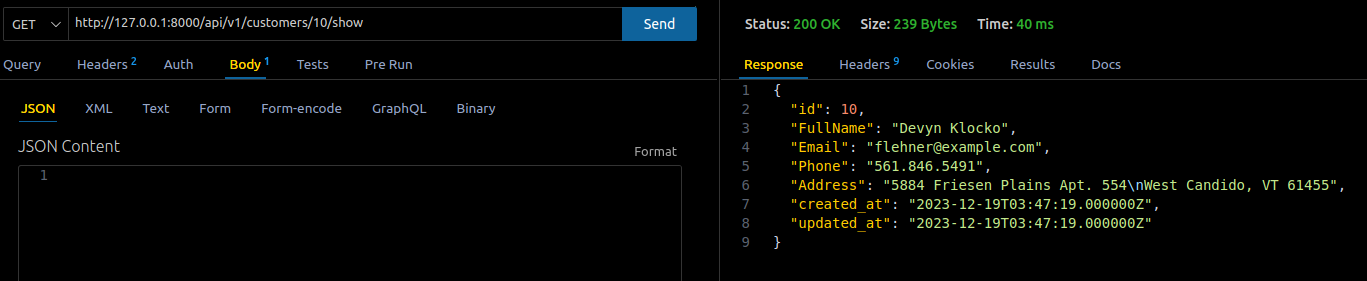 GET http://127.0.0.1:8000/api/v1/customers/10/show Send
Query Headers 2 Auth Body 1 Tests Pre Run
JSON XML Text Form Form-encode GraphQL Binary
JSON Content Format
1
Status: 200 OK Size: 239 Bytes Time: 40 ms
Response Headers 9 Cookies Results Docs
1 {
2 "id": 10,
3 "FullName": "Devyn Klocko",
4 "Email": "flehner@example.com",
5 "Phone": "561.846.5491",
6 "Address": "5884 Friesen Plains Apt. 554\nWest Candido, VT 61455",
7 "created_at": "2023-12-19T03:47:19.000000Z",
8 "updated_at": "2023-12-19T03:47:19.000000Z"
9 }